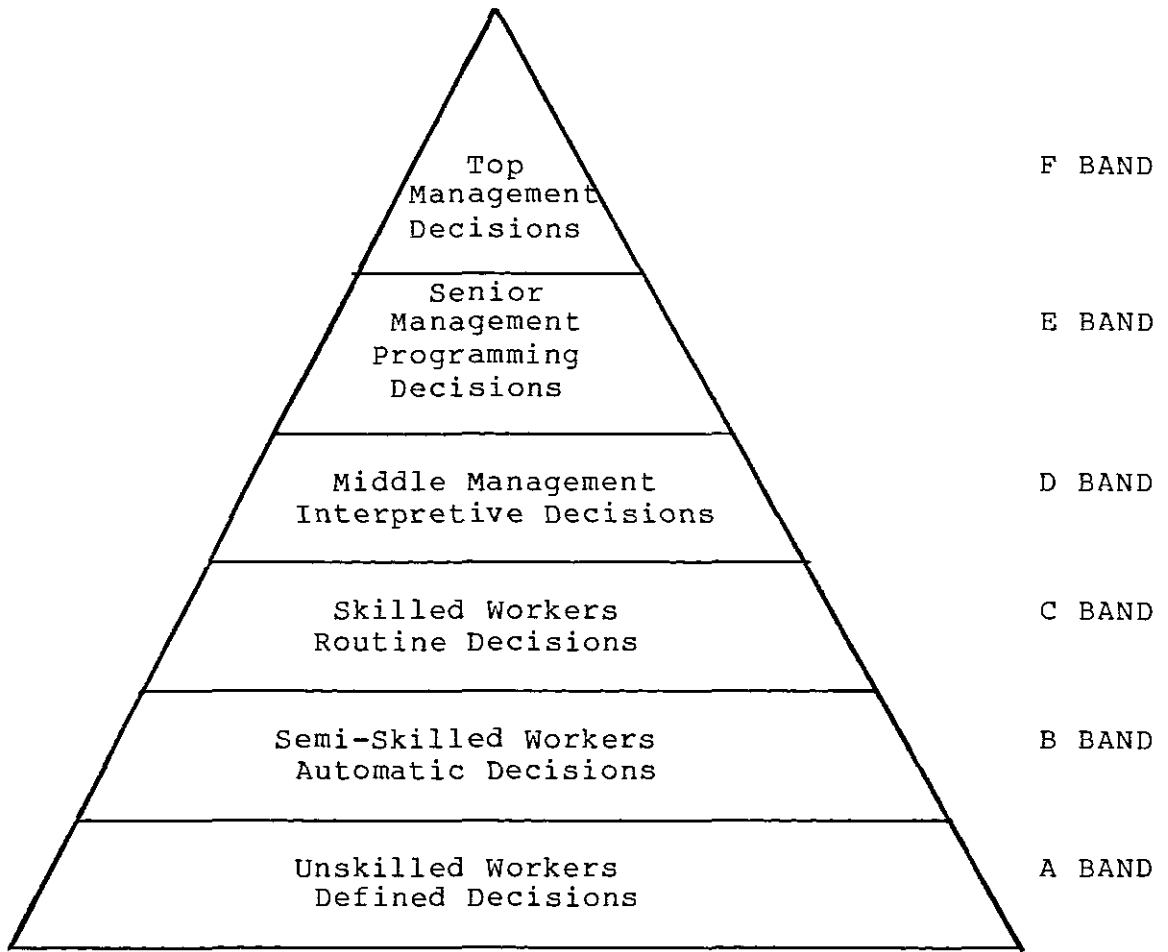 Top
Management
Decisions
F BAND
Senior
Management
Programming
Decisions
E BAND
Middle Management
Interpretive Decisions
D BAND
Skilled Workers
Routine Decisions
C BAND
Semi-Skilled Workers
Automatic Decisions
B BAND
Unskilled Workers
Defined Decisions
A BAND